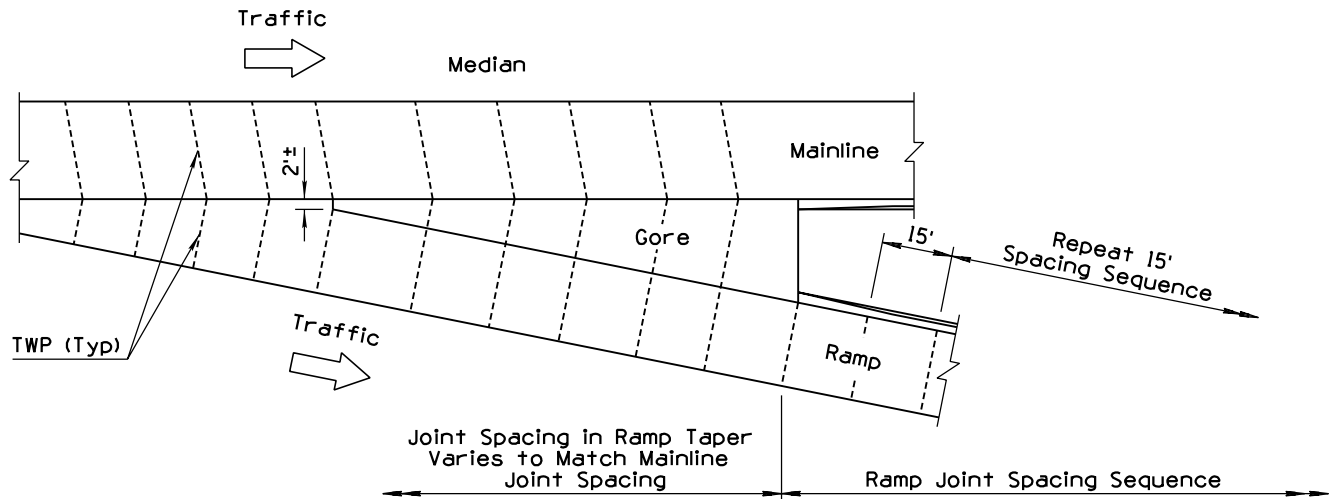 Traffic
Median
Mainline
2'±
Gore
15'
Repeat 15'
Spacing Sequence
Traffic
TWP (Typ)
Ramp
Joint Spacing in Ramp Taper
Varies to Match Mainline
Joint Spacing
Ramp Joint Spacing Sequence